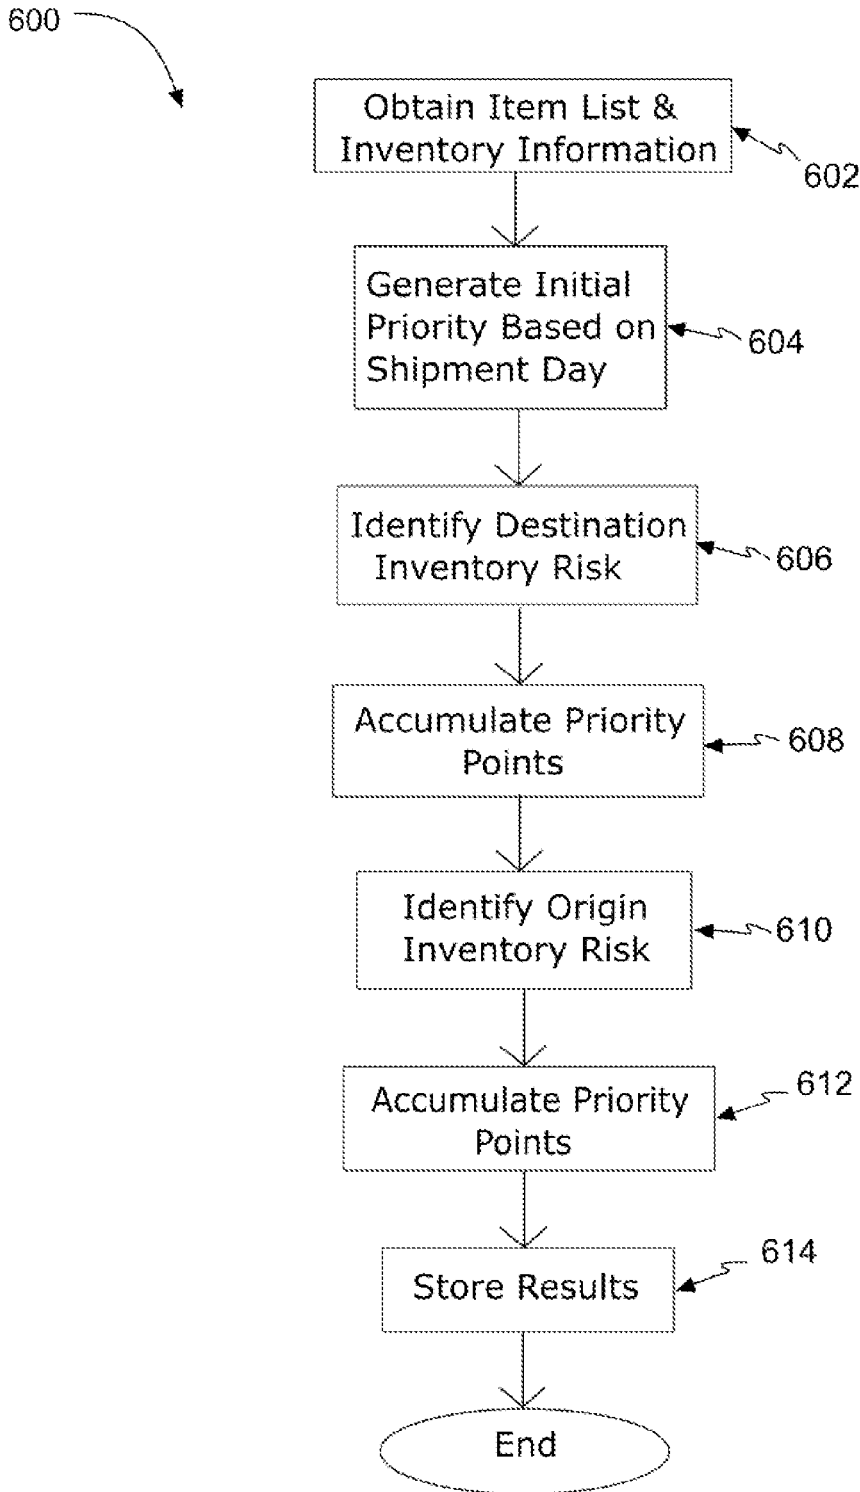 600
Obtain Item List &
Inventory Information
602
Generate Initial
Priority Based on
Shipment Day
604
Identify Destination
Inventory Risk
606
Accumulate Priority
Points
608
Identify Origin
Inventory Risk
610
Accumulate Priority
Points
612
Store Results
614
End